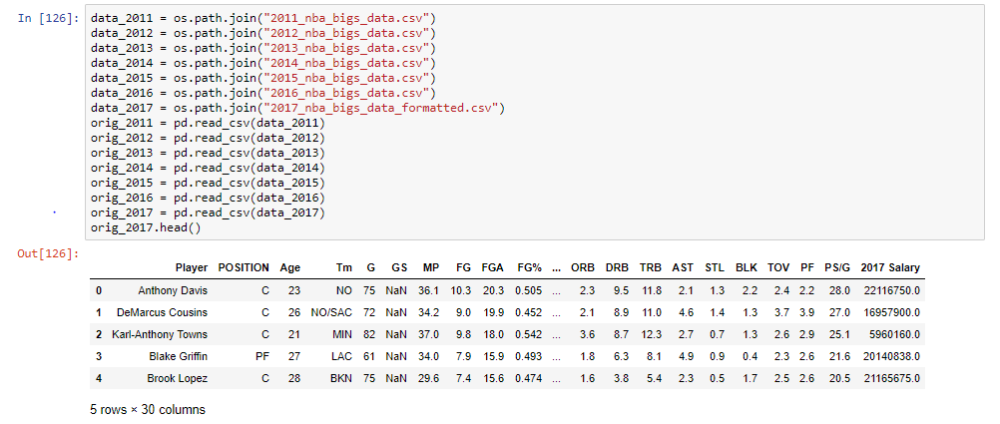 In [126]: data_2011 = os.path.join("2011_nba_bigs_data.csv")
data_2012 = os.path.join("2012_nba_bigs_data.csv")
data_2013 = os.path.join("2013_nba_bigs_data.csv")
data_2014 = os.path.join("2014_nba_bigs_data.csv")
data_2015 = os.path.join("2015_nba_bigs_data.csv")
data_2016 = os.path.join("2016_nba_bigs_data.csv")
data_2017 = os.path.join("2017_nba_bigs_data_formatted.csv")
orig_2011 = pd.read_csv(data_2011)
orig_2012 = pd.read_csv(data_2012)
orig_2013 = pd.read_csv(data_2013)
orig_2014 = pd.read_csv(data_2014)
orig_2015 = pd.read_csv(data_2015)
orig_2016 = pd.read_csv(data_2016)
orig_2017 = pd.read_csv(data_2017)
orig_2017.head()
Out[126]:
Player POSITION Age Tm G GS MP FG FGA FG% ... ORB DRB TRB AST STL BLK TOV PF PS/G 2017 Salary
0 Anthony Davis C 23 NO 75 NaN 36.1 10.3 20.3 0.505 ... 2.3 9.5 11.8 2.1 1.3 2.2 2.4 2.2 28.0 22116750.0
1 DeMarcus Cousins C 26 NO/SAC 72 NaN 34.2 9.0 19.9 0.452 ... 2.1 8.9 11.0 4.6 1.4 1.3 3.7 3.9 27.0 16957900.0
2 Karl-Anthony Towns C 21 MIN 82 NaN 37.0 9.8 18.0 0.542 ... 3.6 8.7 12.3 2.7 0.7 1.3 2.6 2.9 25.1 5960160.0
3 Blake Griffin PF 27 LAC 61 NaN 34.0 7.9 15.9 0.493 ... 1.8 6.3 8.1 4.9 0.9 0.4 2.3 2.6 21.6 20140838.0
4 Brook Lopez C 28 BKN 75 NaN 29.6 7.4 15.6 0.474 ... 1.6 3.8 5.4 2.3 0.5 1.7 2.5 2.6 20.5 21165675.0
5 rows × 30 columns